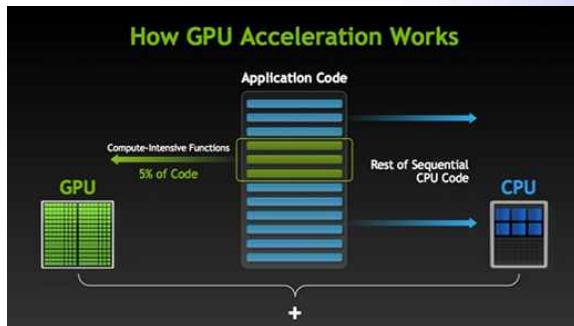 How GPU Acceleration Works
Application Code
Compute-Intensive Functions
5% of Code
Rest of Sequential
CPU Code
GPU
CPU
+